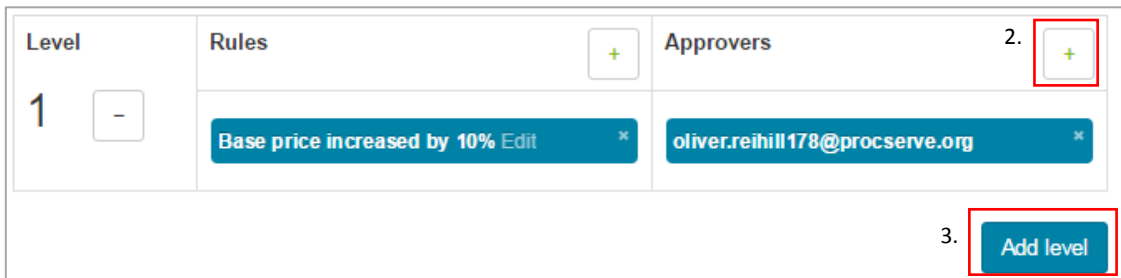 Level
Rules
+
Approvers
2.
+
1
-
Base price increased by 10% Edit ×
oliver.reihill178@procserve.org ×
3.
Add level